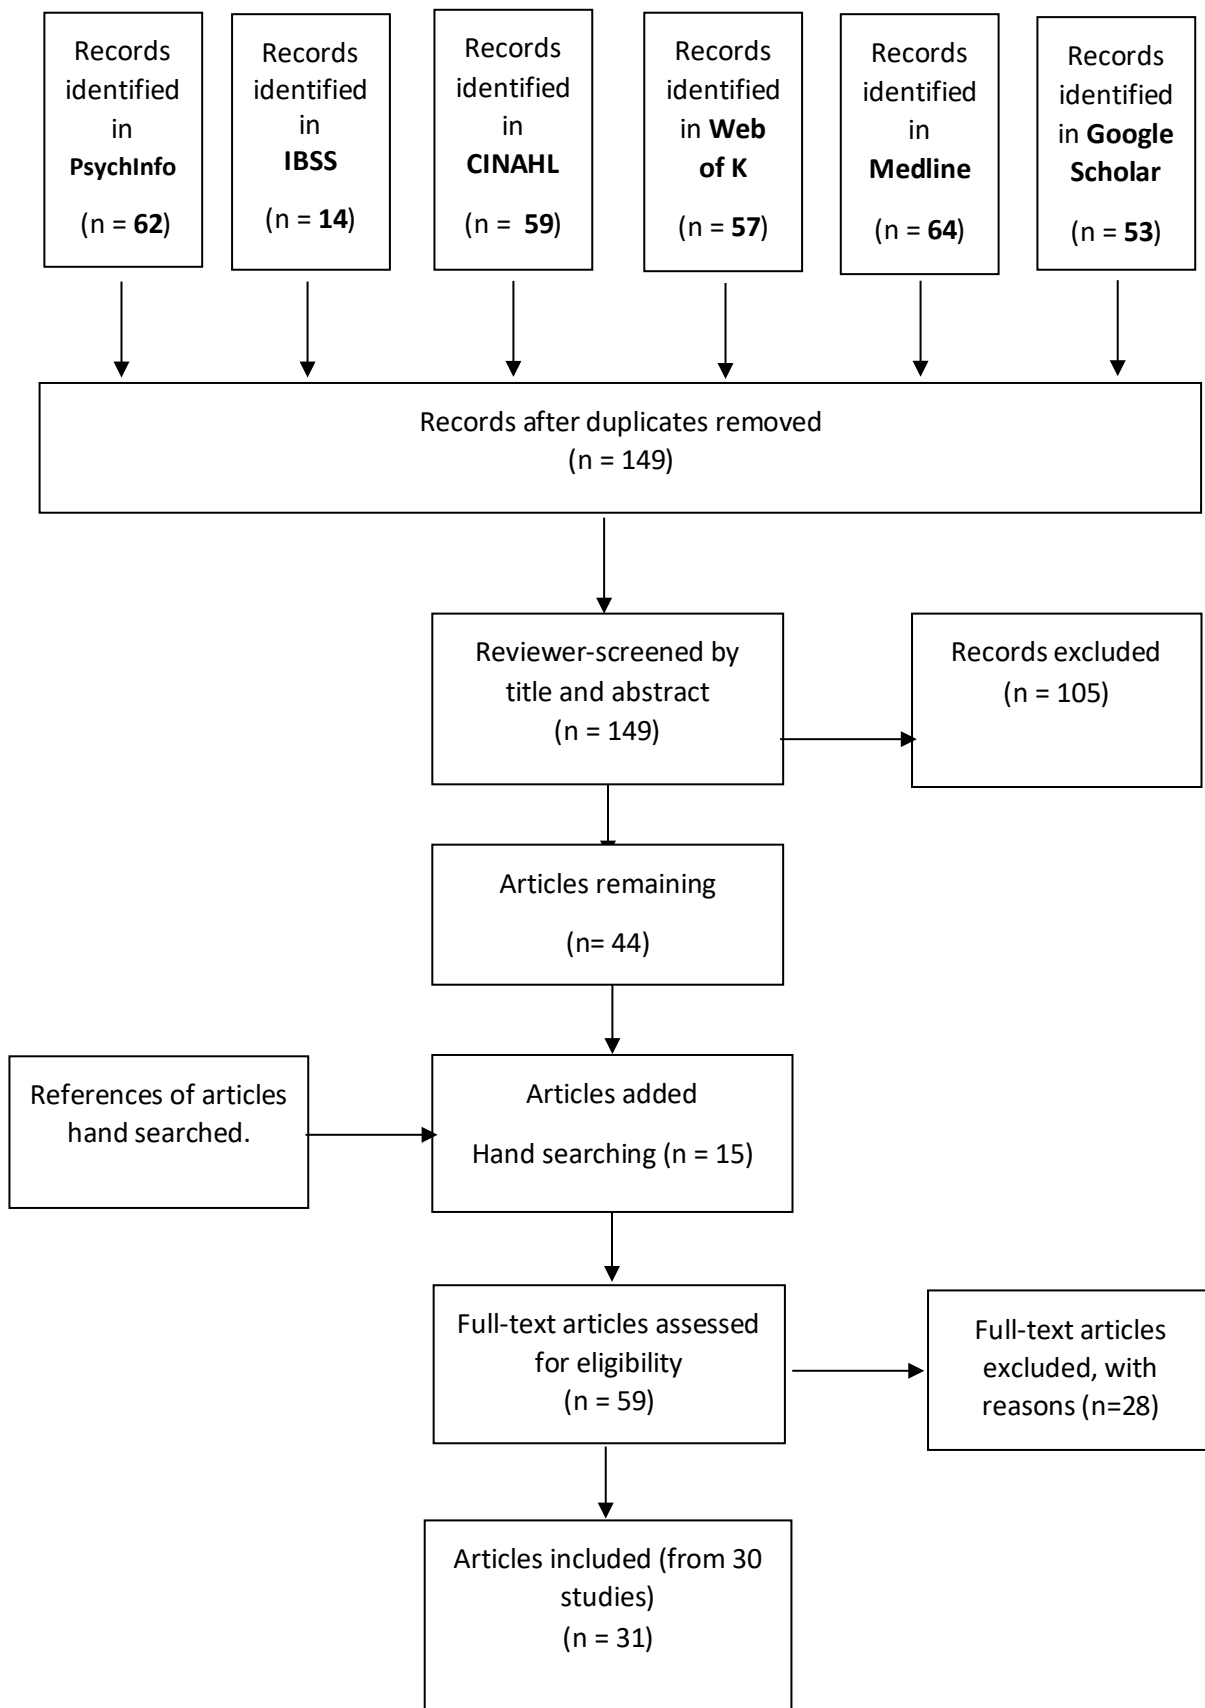 Records
identified
in
PsychInfo
(n = 62)
Records
identified
in
IBSS
(n = 14)
Records
identified
in
CINAHL
(n =  59)
Records
identified
in Web
of K
(n = 57)
Records
identified
in
Medline
(n = 64)
Records
identified
in Google
Scholar
(n = 53)
Records after duplicates removed
(n = 149)
Reviewer-screened by
title and abstract
(n = 149)
Records excluded
(n = 105)
Articles remaining
(n= 44)
References of articles
hand searched.
Articles added
Hand searching (n = 15)
Full-text articles assessed
for eligibility
(n = 59)
Full-text articles
excluded, with
reasons (n=28)
Articles included (from 30
studies)
(n = 31)